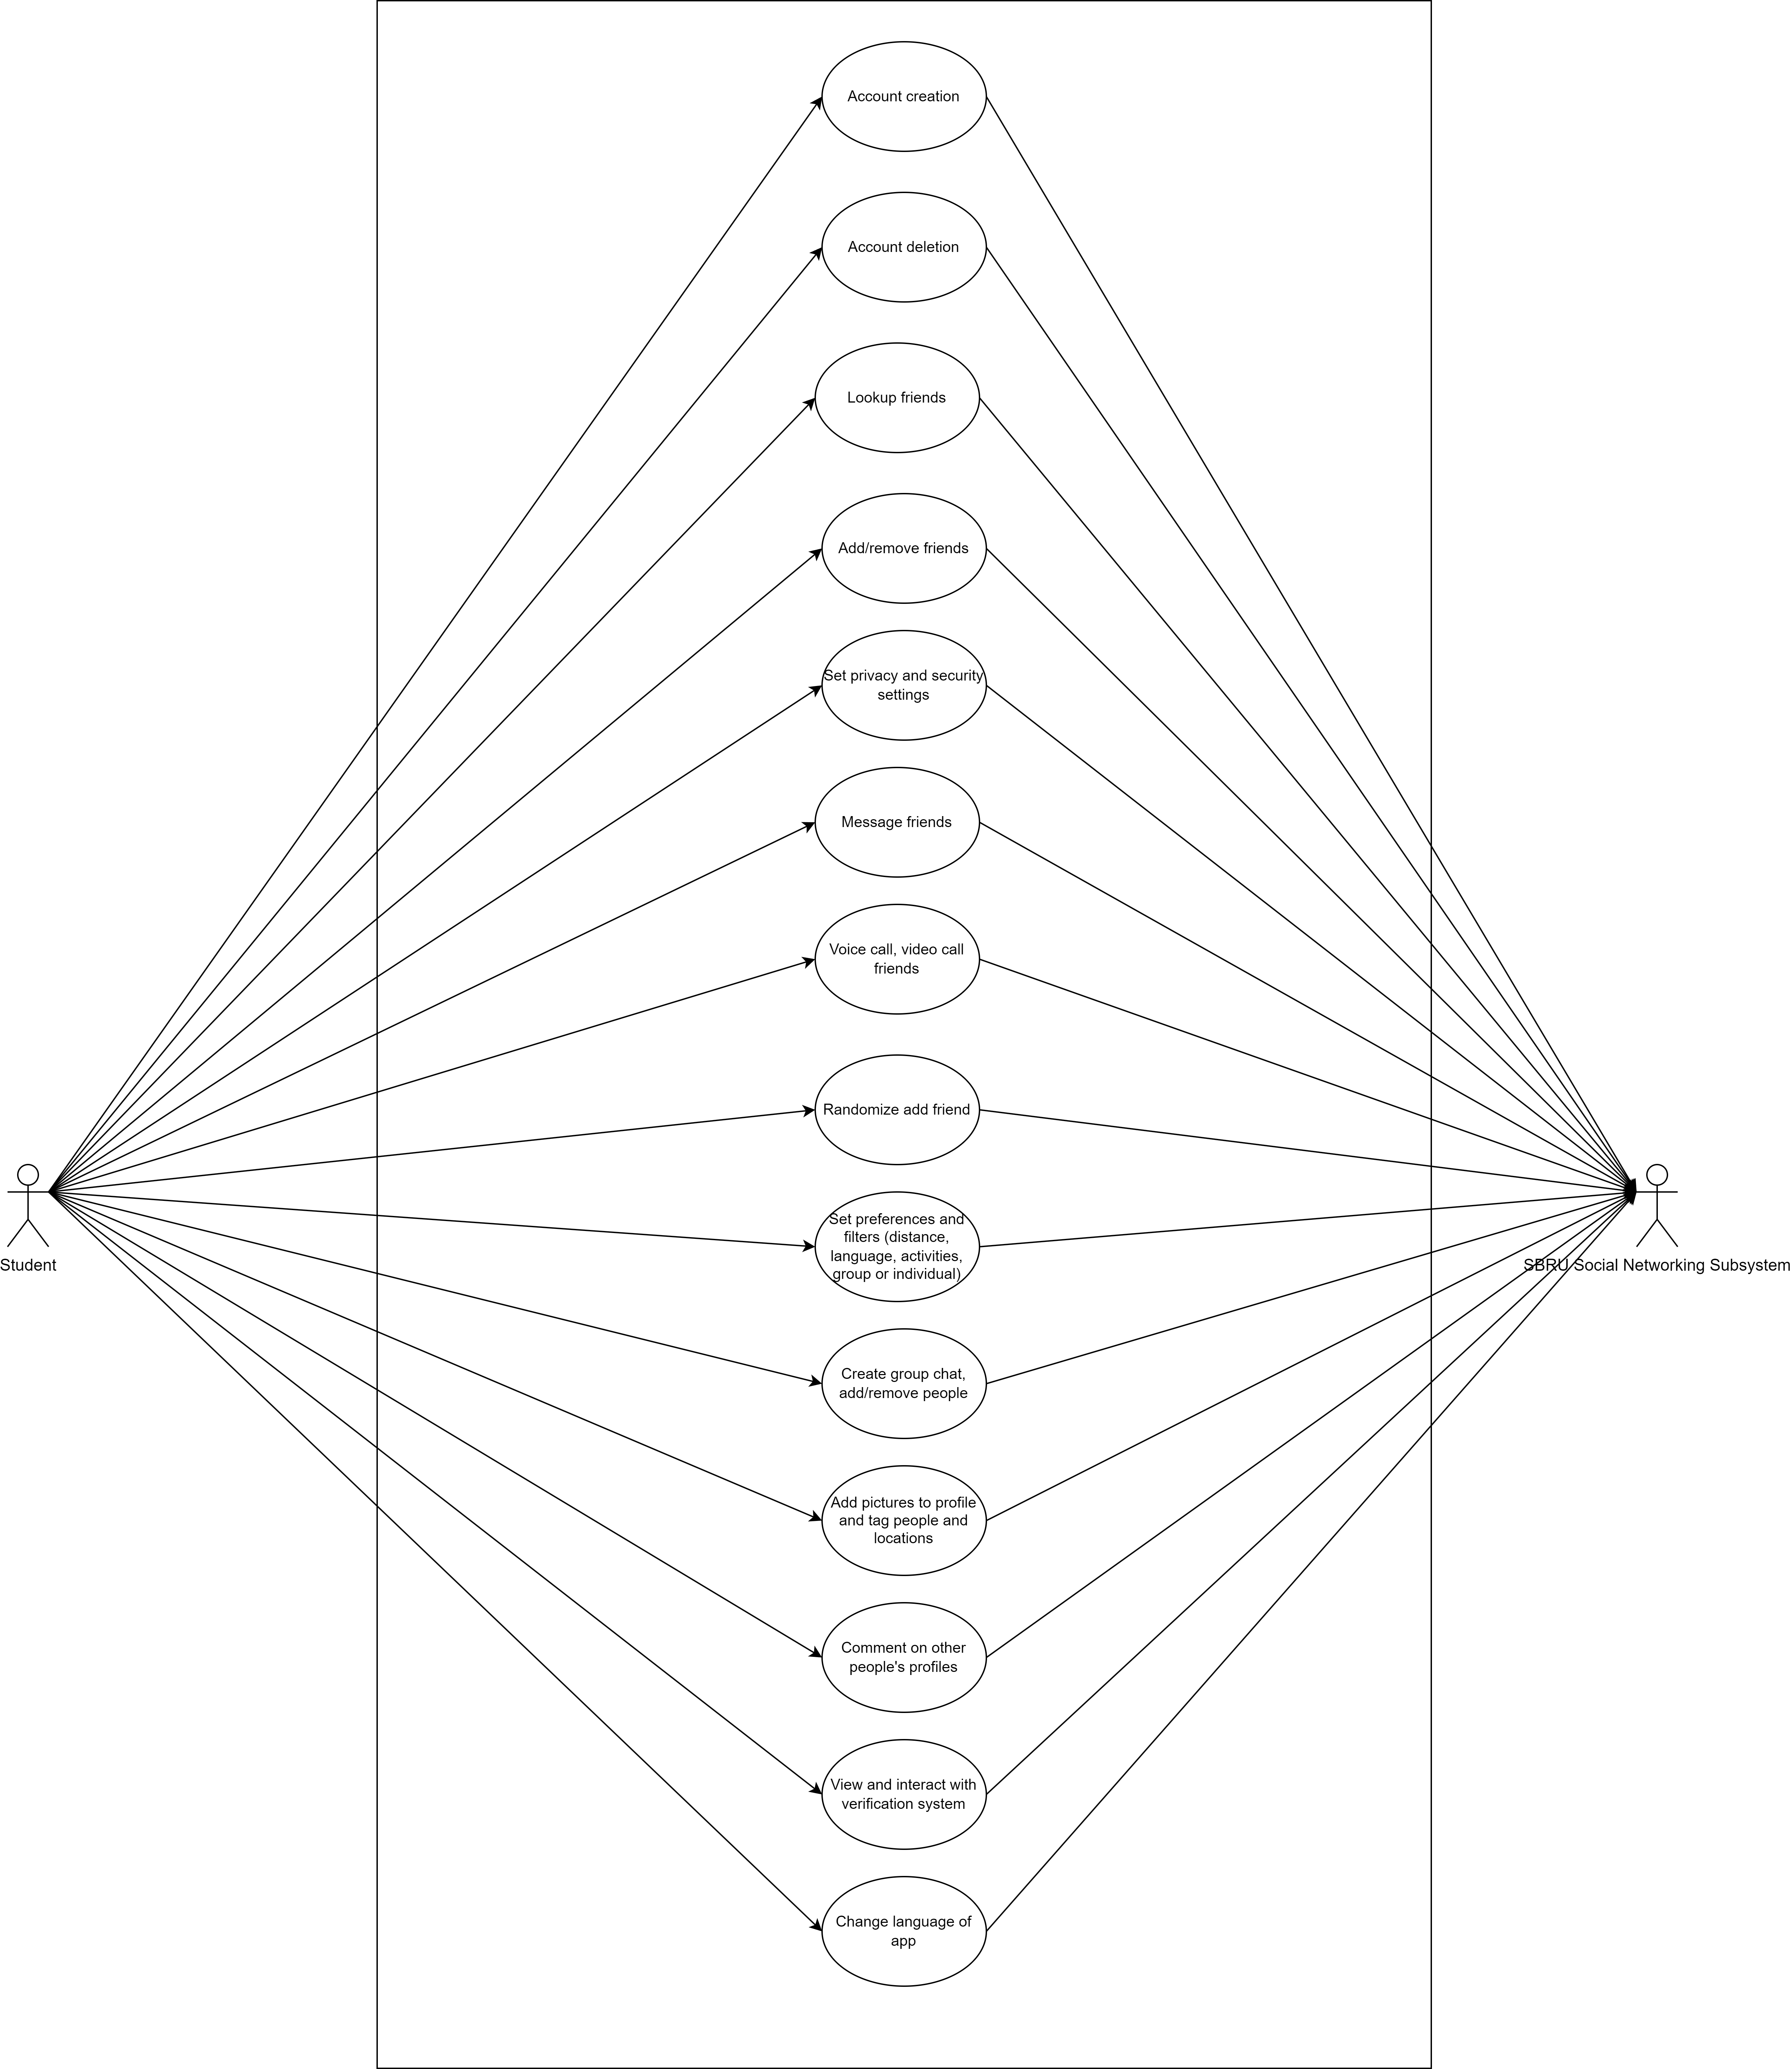 Account creation
Account deletion
Lookup friends
Add/remove friends
Set privacy and security
settings
Message friends
Voice call, video call
friends
Randomize add friend
Student
SBRU Social Networking Subsystem
Set preferences and
filters (distance,
language, activities,
group or individual)
Create group chat,
add/remove people
Add pictures to profile
and tag people and
locations
Comment on other
people's profiles
View and interact with
verification system
Change language of
app